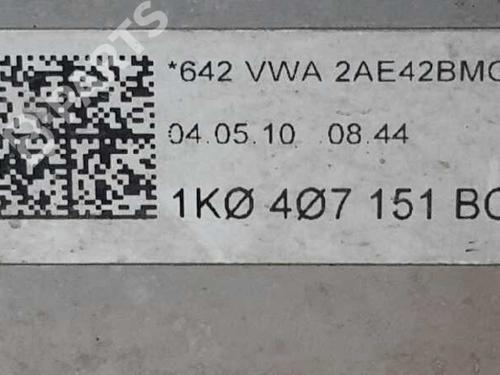 *642 VWA 2AE42BMC
04.05.10 08.44
1KØ 4Ø7 151 BC